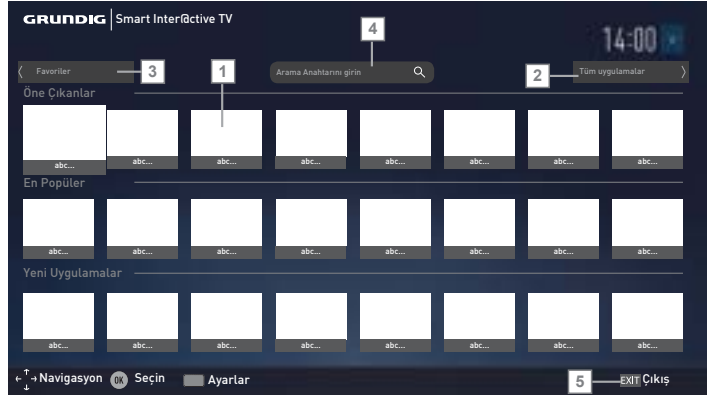 GRUNDIG Smart Inter@ctive TV
4
14:00
Favoriler 3 1 Arama Anahtarını girin 2 Tüm uygulamalar
Öne Çıkanlar
abc... abc... abc... abc... abc... abc... abc... abc...
En Popüler
abc... abc... abc... abc... abc... abc... abc... abc...
Yeni Uygulamalar
abc... abc... abc... abc... abc... abc... abc... abc...
Navigasyon OK Seçin Ayarlar 5 EXIT Çıkış